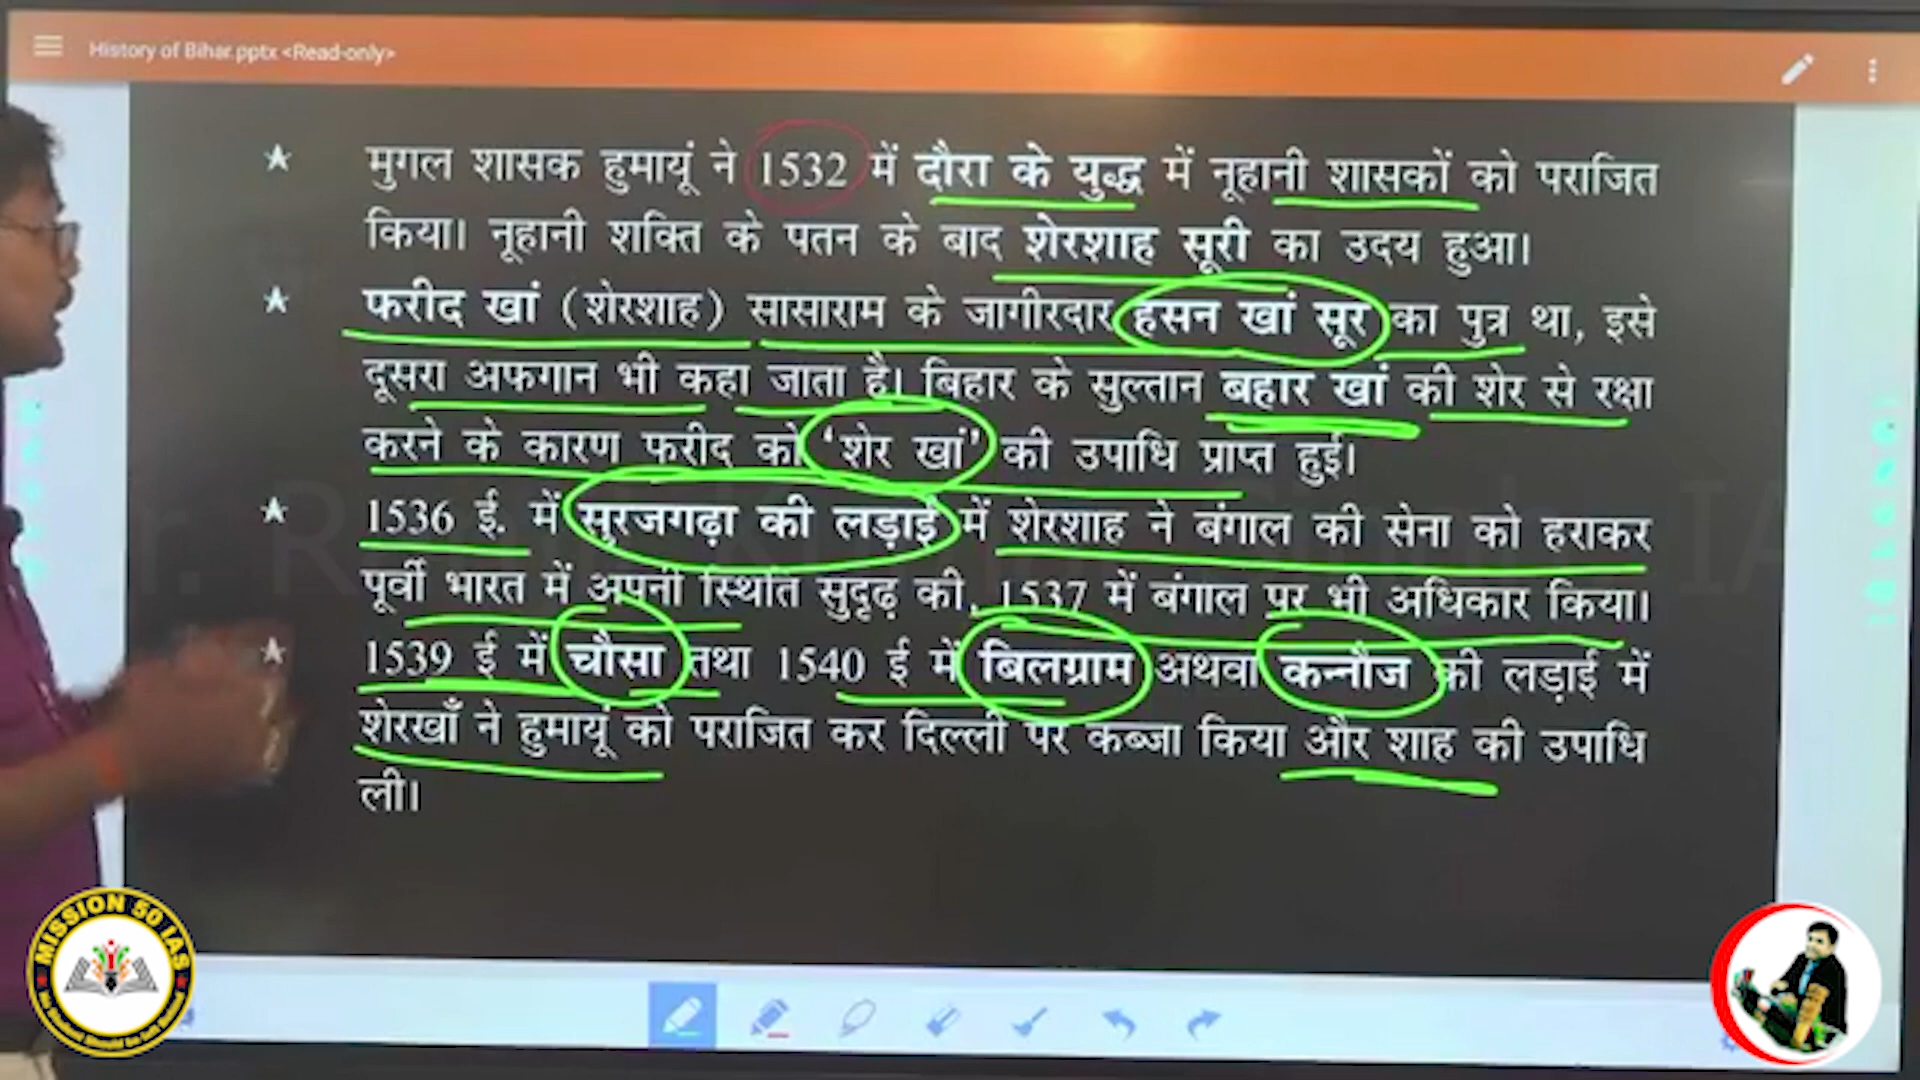 History of Bihar.pptx <Read-only>
★ मुगल शासक हुमायूं ने 1532 में दौरा के युद्ध में नूहानी शासकों को पराजित
किया। नूहानी शक्ति के पतन के बाद शेरशाह सूरी का उदय हुआ।
★ फरीद खां (शेरशाह) सासाराम के जागीरदार हसन खां सूर का पुत्र था, इसे
दूसरा अफगान भी कहा जाता है। बिहार के सुल्तान बहार खां की शेर से रक्षा
करने के कारण फरीद को ‘शेर खां’ की उपाधि प्राप्त हुई।
★ 1536 ई. में सुरजगढ़ा की लड़ाई में शेरशाह ने बंगाल की सेना को हराकर
पूर्वी भारत में अपनी स्थिति सुदृढ़ की, 1537 में बंगाल पर भी अधिकार किया।
★ 1539 ई में चौसा तथा 1540 ई में बिलग्राम अथवा कन्नौज की लड़ाई में
शेरखाँ ने हुमायूं को पराजित कर दिल्ली पर कब्जा किया और शाह की उपाधि
ली।
MISSION 50 IAS